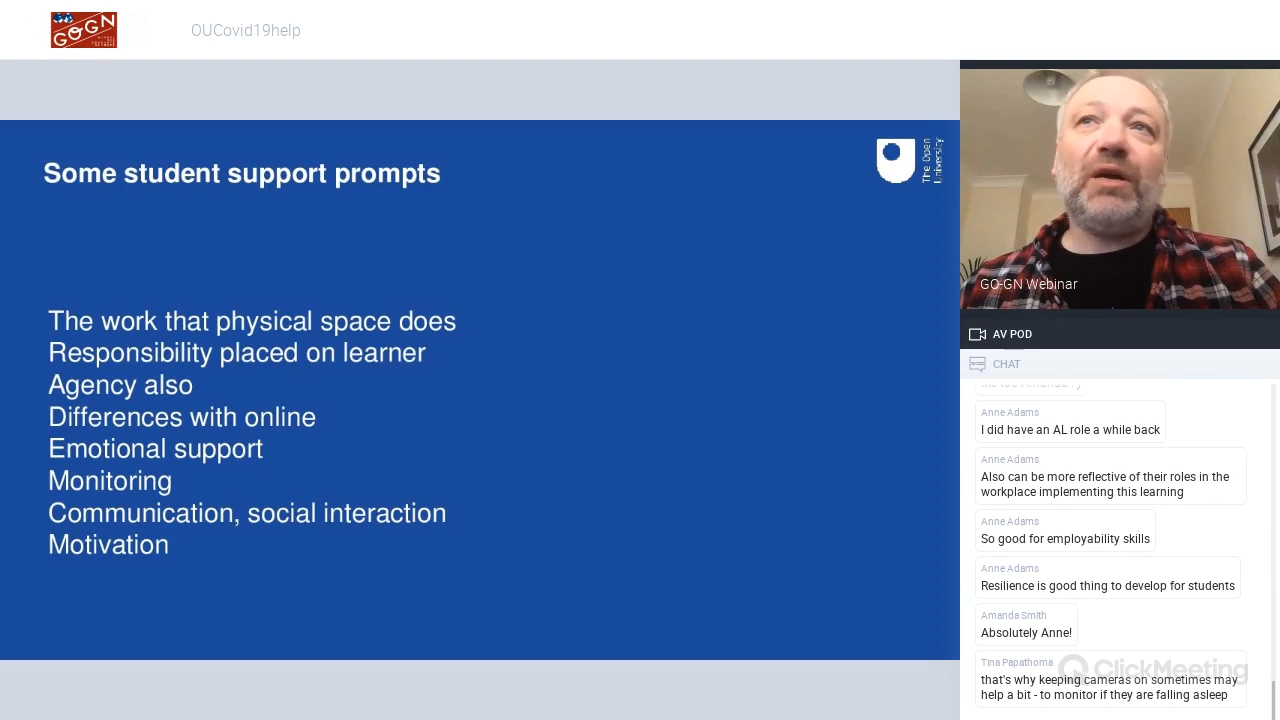 GO-GN
OUCovid19help
Some student support prompts
The Open
University
The work that physical space does
Responsibility placed on learner
Agency also
Differences with online
Emotional support
Monitoring
Communication, social interaction
Motivation
GO-GN Webinar
AV POD
CHAT
Anne Adams
I did have an AL role a while back
Anne Adams
Also can be more reflective of their roles in the
workplace implementing this learning
Anne Adams
So good for employability skills
Anne Adams
Resilience is good thing to develop for students
Amanda Smith
Absolutely Anne!
Tina Papathoma
that's why keeping cameras on sometimes may
help a bit - to monitor if they are falling asleep
ClickMeeting